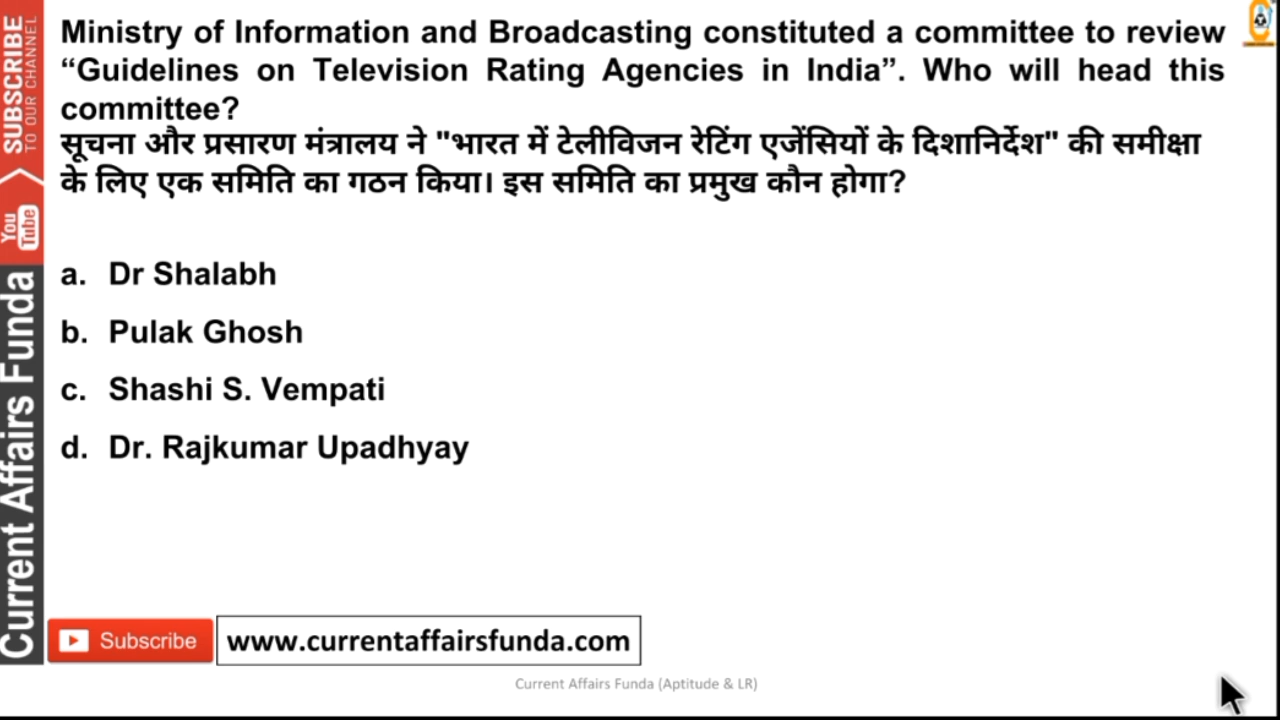 Ministry of Information and Broadcasting constituted a committee to review
“Guidelines on Television Rating Agencies in India”. Who will head this
committee?
सूचना और प्रसारण मंत्रालय ने "भारत में टेलीविजन रेटिंग एजेंसियों के दिशानिर्देश" की समीक्षा
के लिए एक समिति का गठन किया। इस समिति का प्रमुख कौन होगा?
a. Dr Shalabh
b. Pulak Ghosh
c. Shashi S. Vempati
d. Dr. Rajkumar Upadhyay
SUBSCRIBE
TO OUR CHANNEL
You
Tube
Current Affairs Funda
Subscribe
www.currentaffairsfunda.com
Current Affairs Funda (Aptitude & LR)